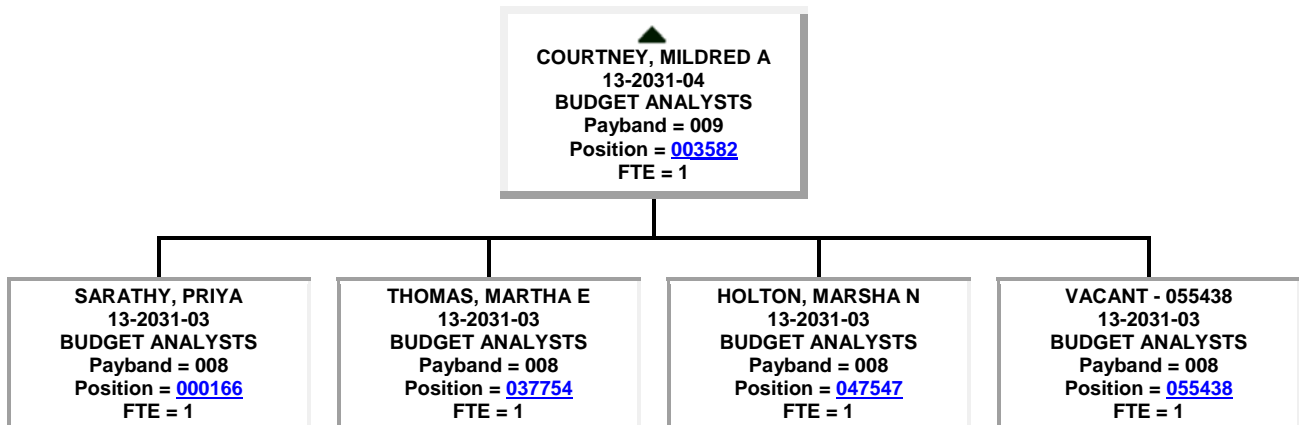 COURTNEY, MILDRED A
13-2031-04
BUDGET ANALYSTS
Payband = 009
Position = 003582
FTE = 1
SARATHY, PRIYA
13-2031-03
BUDGET ANALYSTS
Payband = 008
Position = 000166
FTE = 1
THOMAS, MARTHA E
13-2031-03
BUDGET ANALYSTS
Payband = 008
Position = 037754
FTE = 1
HOLTON, MARSHA N
13-2031-03
BUDGET ANALYSTS
Payband = 008
Position = 047547
FTE = 1
VACANT - 055438
13-2031-03
BUDGET ANALYSTS
Payband = 008
Position = 055438
FTE = 1